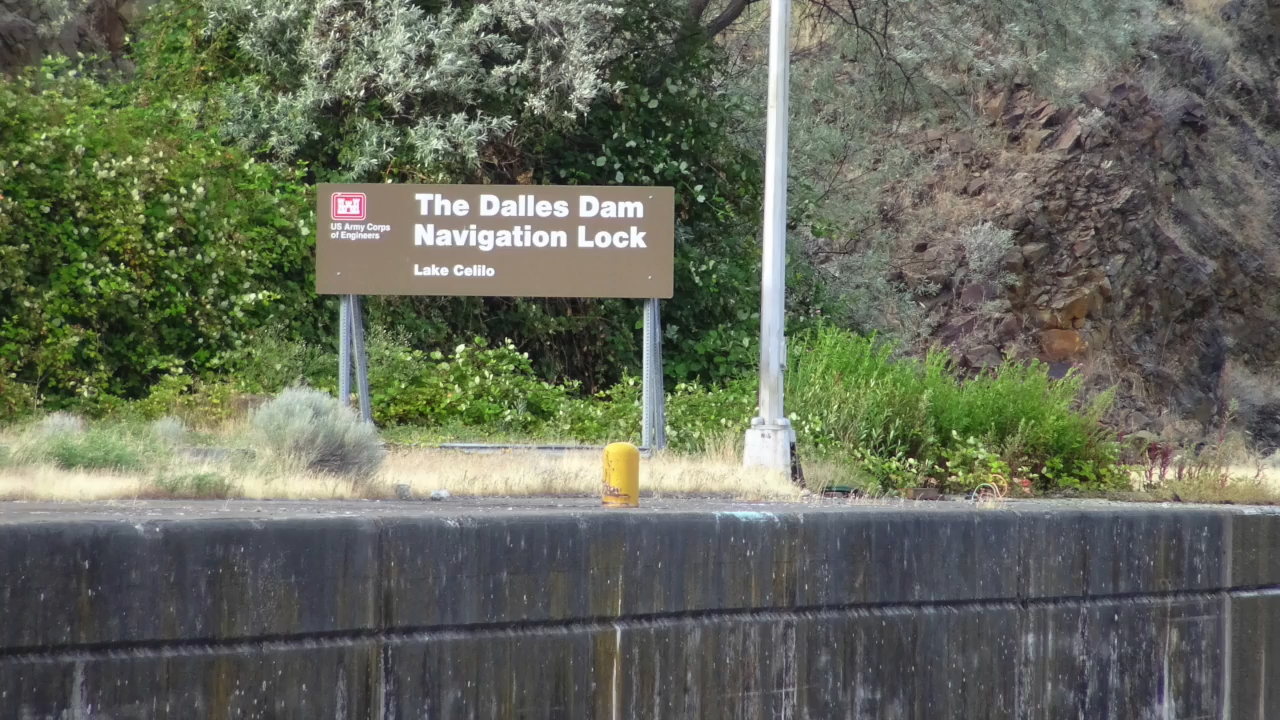 US Army Corps
of Engineers
The Dalles Dam
Navigation Lock
Lake Celilo